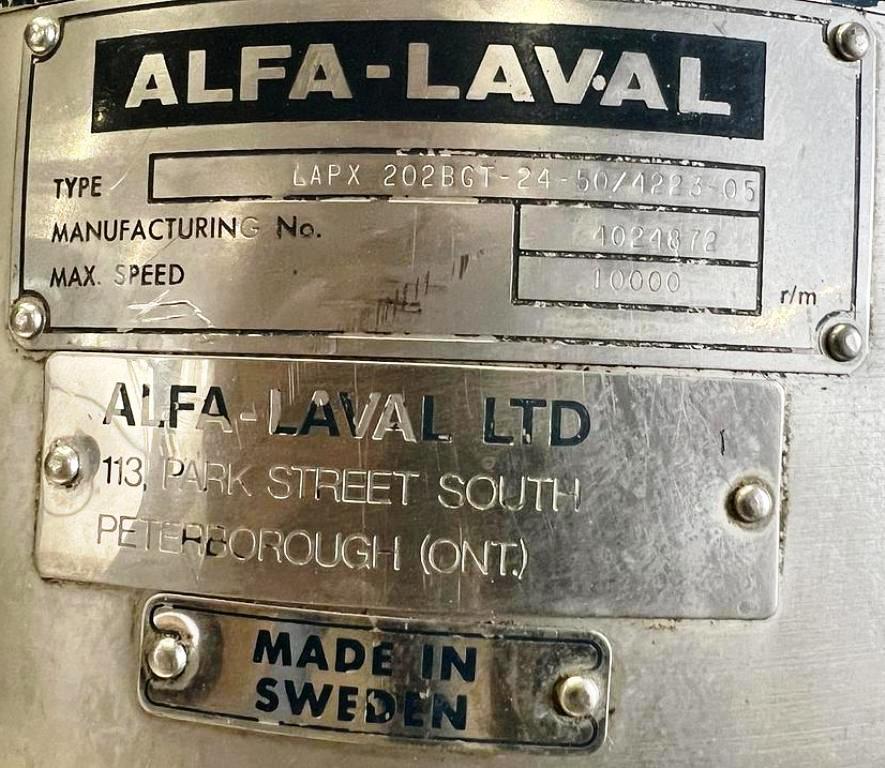 ALFA-LAVAL
TYPE LAPX 202BGT-24-50/4223-05
MANUFACTURING No. 4024872
MAX. SPEED 10000 r/m
ALFA-LAVAL LTD
113, PARK STREET SOUTH
PETERBOROUGH (ONT.)
MADE IN
SWEDEN